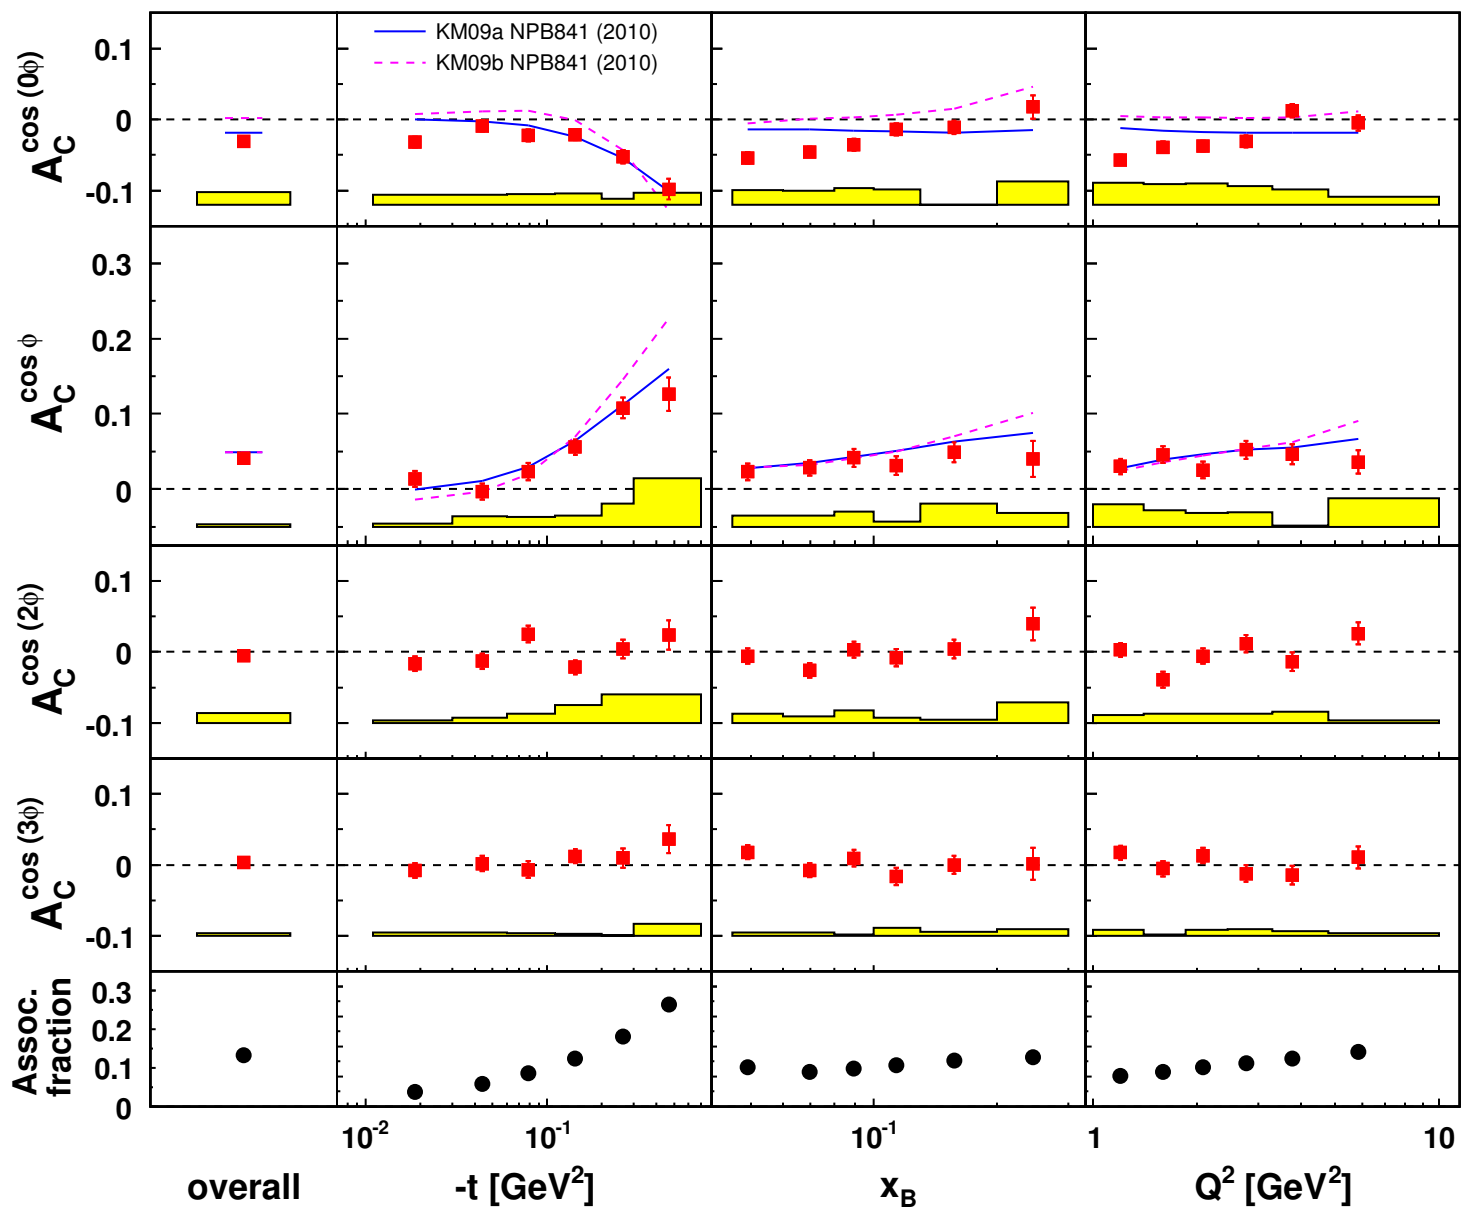 KM09a NPB841 (2010)
KM09b NPB841 (2010)
A_C^cos (0ϕ)
0.1
0
-0.1
A_C^cos ϕ
0.3
0.2
0.1
0
A_C^cos (2ϕ)
0.1
0
-0.1
A_C^cos (3ϕ)
0.1
0
-0.1
Assoc.
fraction
0.3
0.2
0.1
0
10^-2 10^-1 10^-1 1 10
overall -t [GeV^2] x_B Q^2 [GeV^2]